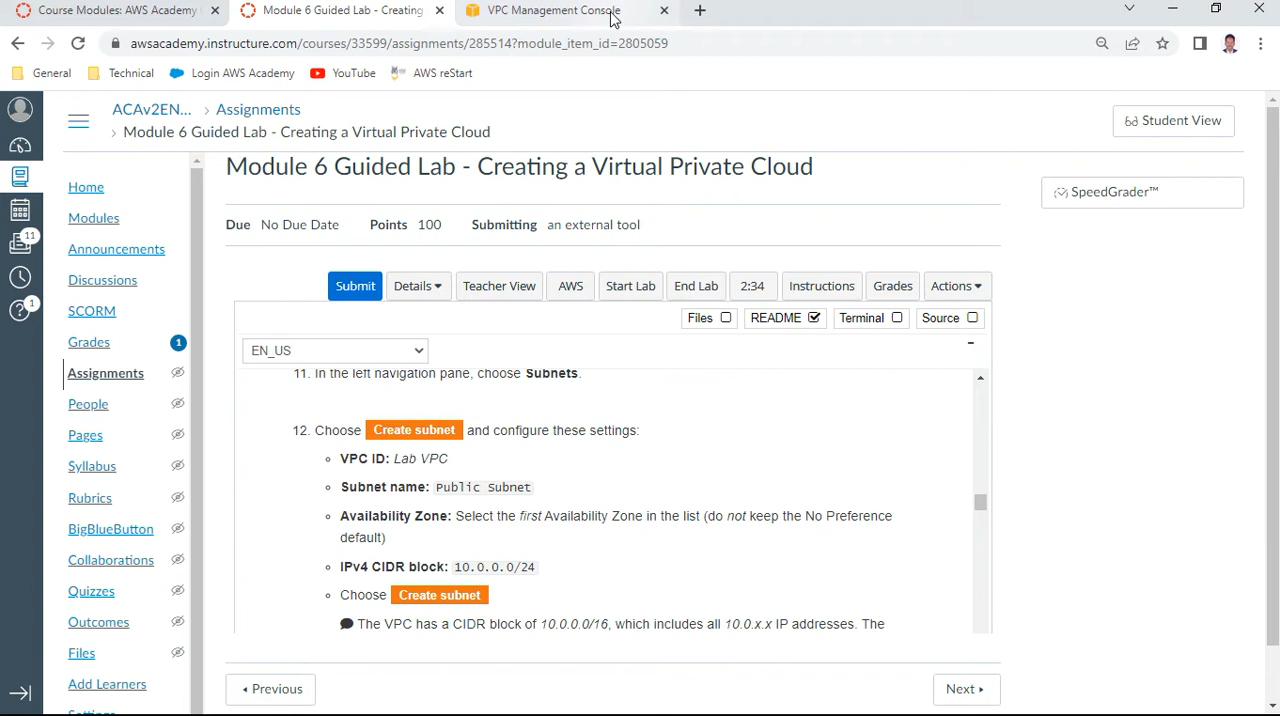 Course Modules: AWS Academy
Module 6 Guided Lab - Creating
VPC Management Console
awsacademy.instructure.com/courses/33599/assignments/285514?module_item_id=2805059
General
Technical
Login AWS Academy
YouTube
AWS reStart
ACAv2EN... › Assignments
› Module 6 Guided Lab - Creating a Virtual Private Cloud
Student View
Module 6 Guided Lab - Creating a Virtual Private Cloud
SpeedGrader™
Due No Due Date Points 100 Submitting an external tool
Home
Modules
Announcements
Discussions
SCORM
Grades 1
Assignments
People
Pages
Syllabus
Rubrics
BigBlueButton
Collaborations
Quizzes
Outcomes
Files
Add Learners
Settings
11
1
Submit Details Teacher View AWS Start Lab End Lab 2:34 Instructions Grades Actions
Files README Terminal Source
EN_US
11. In the left navigation pane, choose Subnets.
12. Choose Create subnet and configure these settings:
VPC ID: Lab VPC
Subnet name: Public Subnet
Availability Zone: Select the first Availability Zone in the list (do not keep the No Preference
default)
IPv4 CIDR block: 10.0.0.0/24
Choose Create subnet
The VPC has a CIDR block of 10.0.0.0/16, which includes all 10.0.x.x IP addresses. The
Previous
Next